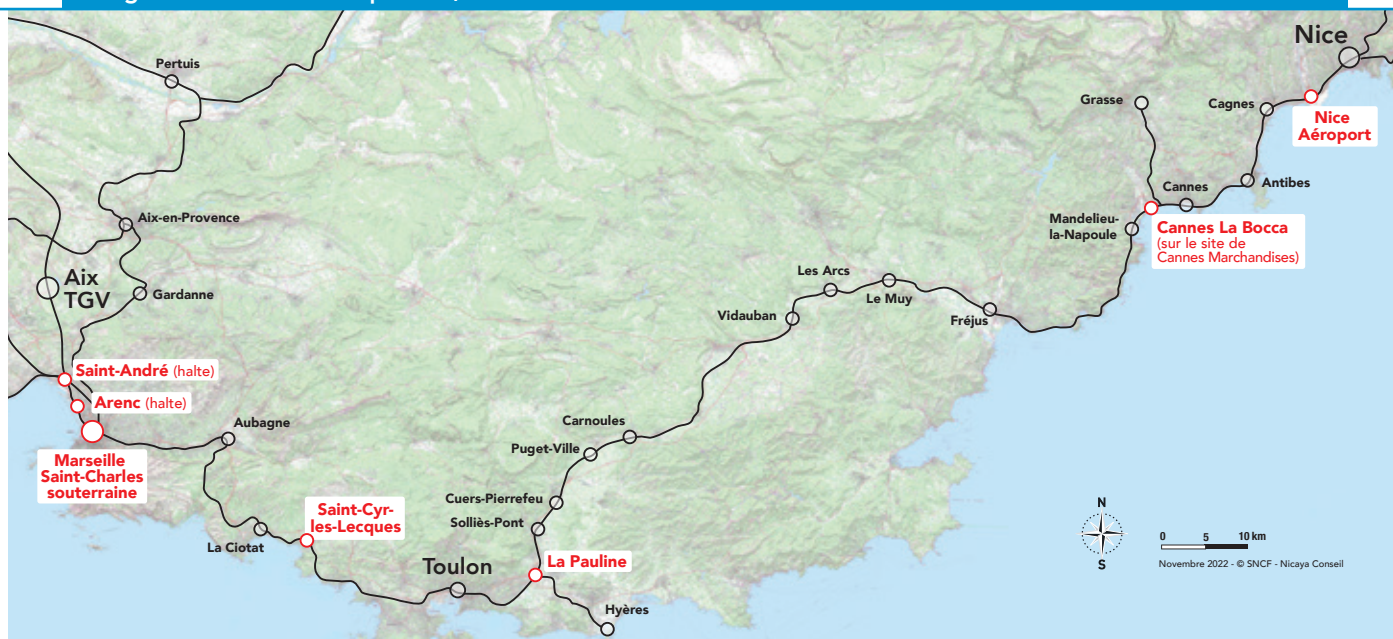 Nice
Pertuis
Grasse
Cagnes
Nice
Aéroport
Antibes
Cannes
Aix-en-Provence
Mandelieu-
la-Napoule
Cannes La Bocca
(sur le site de
Cannes Marchandises)
Aix
TGV
Gardanne
Les Arcs
Le Muy
Vidauban
Fréjus
Saint-André (halte)
Arenc (halte)
Aubagne
Carnoules
Puget-Ville
Marseille
Saint-Charles
souterraine
Cuers-Pierrefeu
Solliès-Pont
Saint-Cyr-
les-Lecques
La Ciotat
Toulon
La Pauline
Hyères
N
S
0 5 10 km
Novembre 2022 - © SNCF - Nicaya Conseil